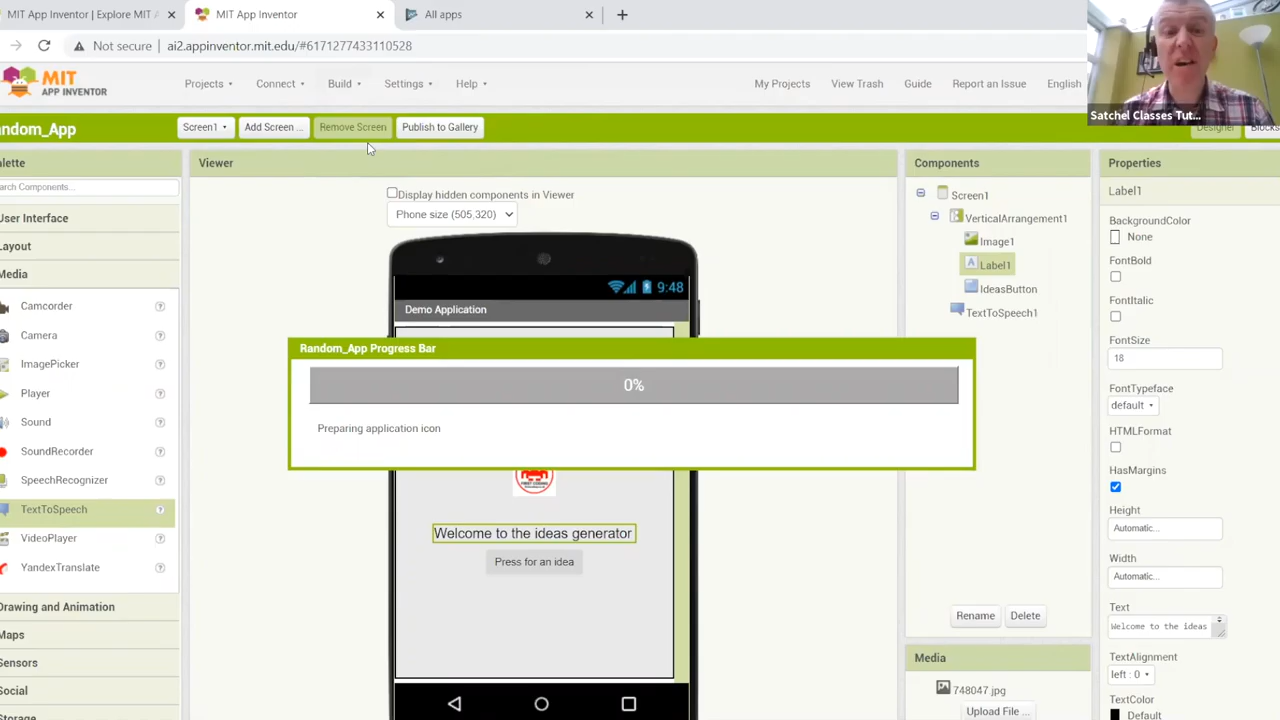 MIT App Inventor | Explore MIT A
MIT App Inventor
All apps
Not secure
ai2.appinventor.mit.edu/#6171277433110528
MIT
APP INVENTOR
Projects
Connect
Build
Settings
Help
My Projects
View Trash
Guide
Report an Issue
English
Satchel Classes Tut...
ndom_App
Screen1
Add Screen ...
Remove Screen
Publish to Gallery
Designer
Blocks
lette
Viewer
Components
Properties
earch Components...
User Interface
Layout
Media
Camcorder
Camera
ImagePicker
Player
Sound
SoundRecorder
SpeechRecognizer
TextToSpeech
VideoPlayer
YandexTranslate
Drawing and Animation
Maps
Sensors
Social
Storage
Display hidden components in Viewer
Phone size (505,320)
9:48
Demo Application
Random_App Progress Bar
0%
Preparing application icon
Welcome to the ideas generator
Press for an idea
Screen1
VerticalArrangement1
Image1
A Label1
IdeasButton
TextToSpeech1
Rename
Delete
Media
748047.jpg
Upload File ...
Label1
BackgroundColor
None
FontBold
FontItalic
FontSize
18
FontTypeface
default
HTMLFormat
HasMargins
Height
Automatic...
Width
Automatic...
Text
Welcome to the ideas
TextAlignment
left : 0
TextColor
Default